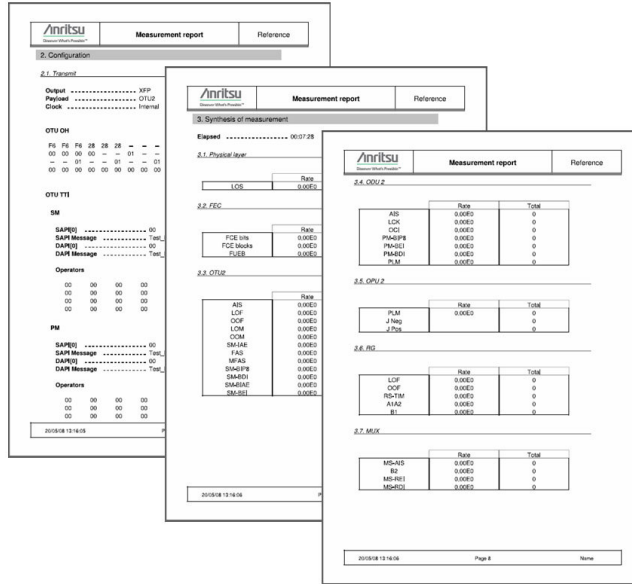 Anritsu
Discover What's Possible™
Measurement report
Reference
2. Configuration
2.1. Transmit
Output XFP
Payload OTU2
Clock Internal
OTU OH
F6 F6 F6 28 28 28 – – –
00 00 00 00 – – 01 – –
– – 01 – – 01 – – 01
00 00 00 00 00 00 00 00 00
OTU TTI
SM
SAPI[0] 00
SAPI Message Test_
DAPI[0] 00
DAPI Message Test_
Operators
00 00 00 00
00 00 00 00
00 00 00 00
00 00 00 00
PM
SAPI[0] 00
SAPI Message Test_
DAPI[0] 00
DAPI Message Test_
Operators
00 00 00 00
00 00 00 00
00 00 00 00
20/05/08 13:16:05 P
Anritsu
Discover What's Possible™
Measurement report
Reference
3. Synthesis of measurement
Elapsed 00:07:28
3.1. Physical layer
Rate
LOS 0.00E0
3.2. FEC
Rate
FCE bits 0.00E0
FCE blocks 0.00E0
FUEB 0.00E0
3.3. OTU2
Rate
AIS 0.00E0
LOF 0.00E0
OOF 0.00E0
LOM 0.00E0
OOM 0.00E0
SM-IAE 0.00E0
FAS 0.00E0
MFAS 0.00E0
SM-BIP8 0.00E0
SM-BDI 0.00E0
SM-BIAE 0.00E0
SM-BEI 0.00E0
20/05/08 13:16:06 P
Anritsu
Discover What's Possible™
Measurement report
Reference
3.4. ODU 2
Rate Total
AIS 0.00E0 0
LCK 0.00E0 0
OCI 0.00E0 0
PM-BIP8 0.00E0 0
PM-BEI 0.00E0 0
PM-BDI 0.00E0 0
PLM 0.00E0 0
3.5. OPU 2
Rate Total
PLM 0.00E0 0
J Neg 0
J Pos 0
3.6. RG
Rate Total
LOF 0.00E0 0
OOF 0.00E0 0
RS-TIM 0.00E0 0
A1A2 0.00E0 0
B1 0.00E0 0
3.7. MUX
Rate Total
MS-AIS 0.00E0 0
B2 0.00E0 0
MS-REI 0.00E0 0
MS-RDI 0.00E0 0
20/05/08 13:16:06 Page 8 Name